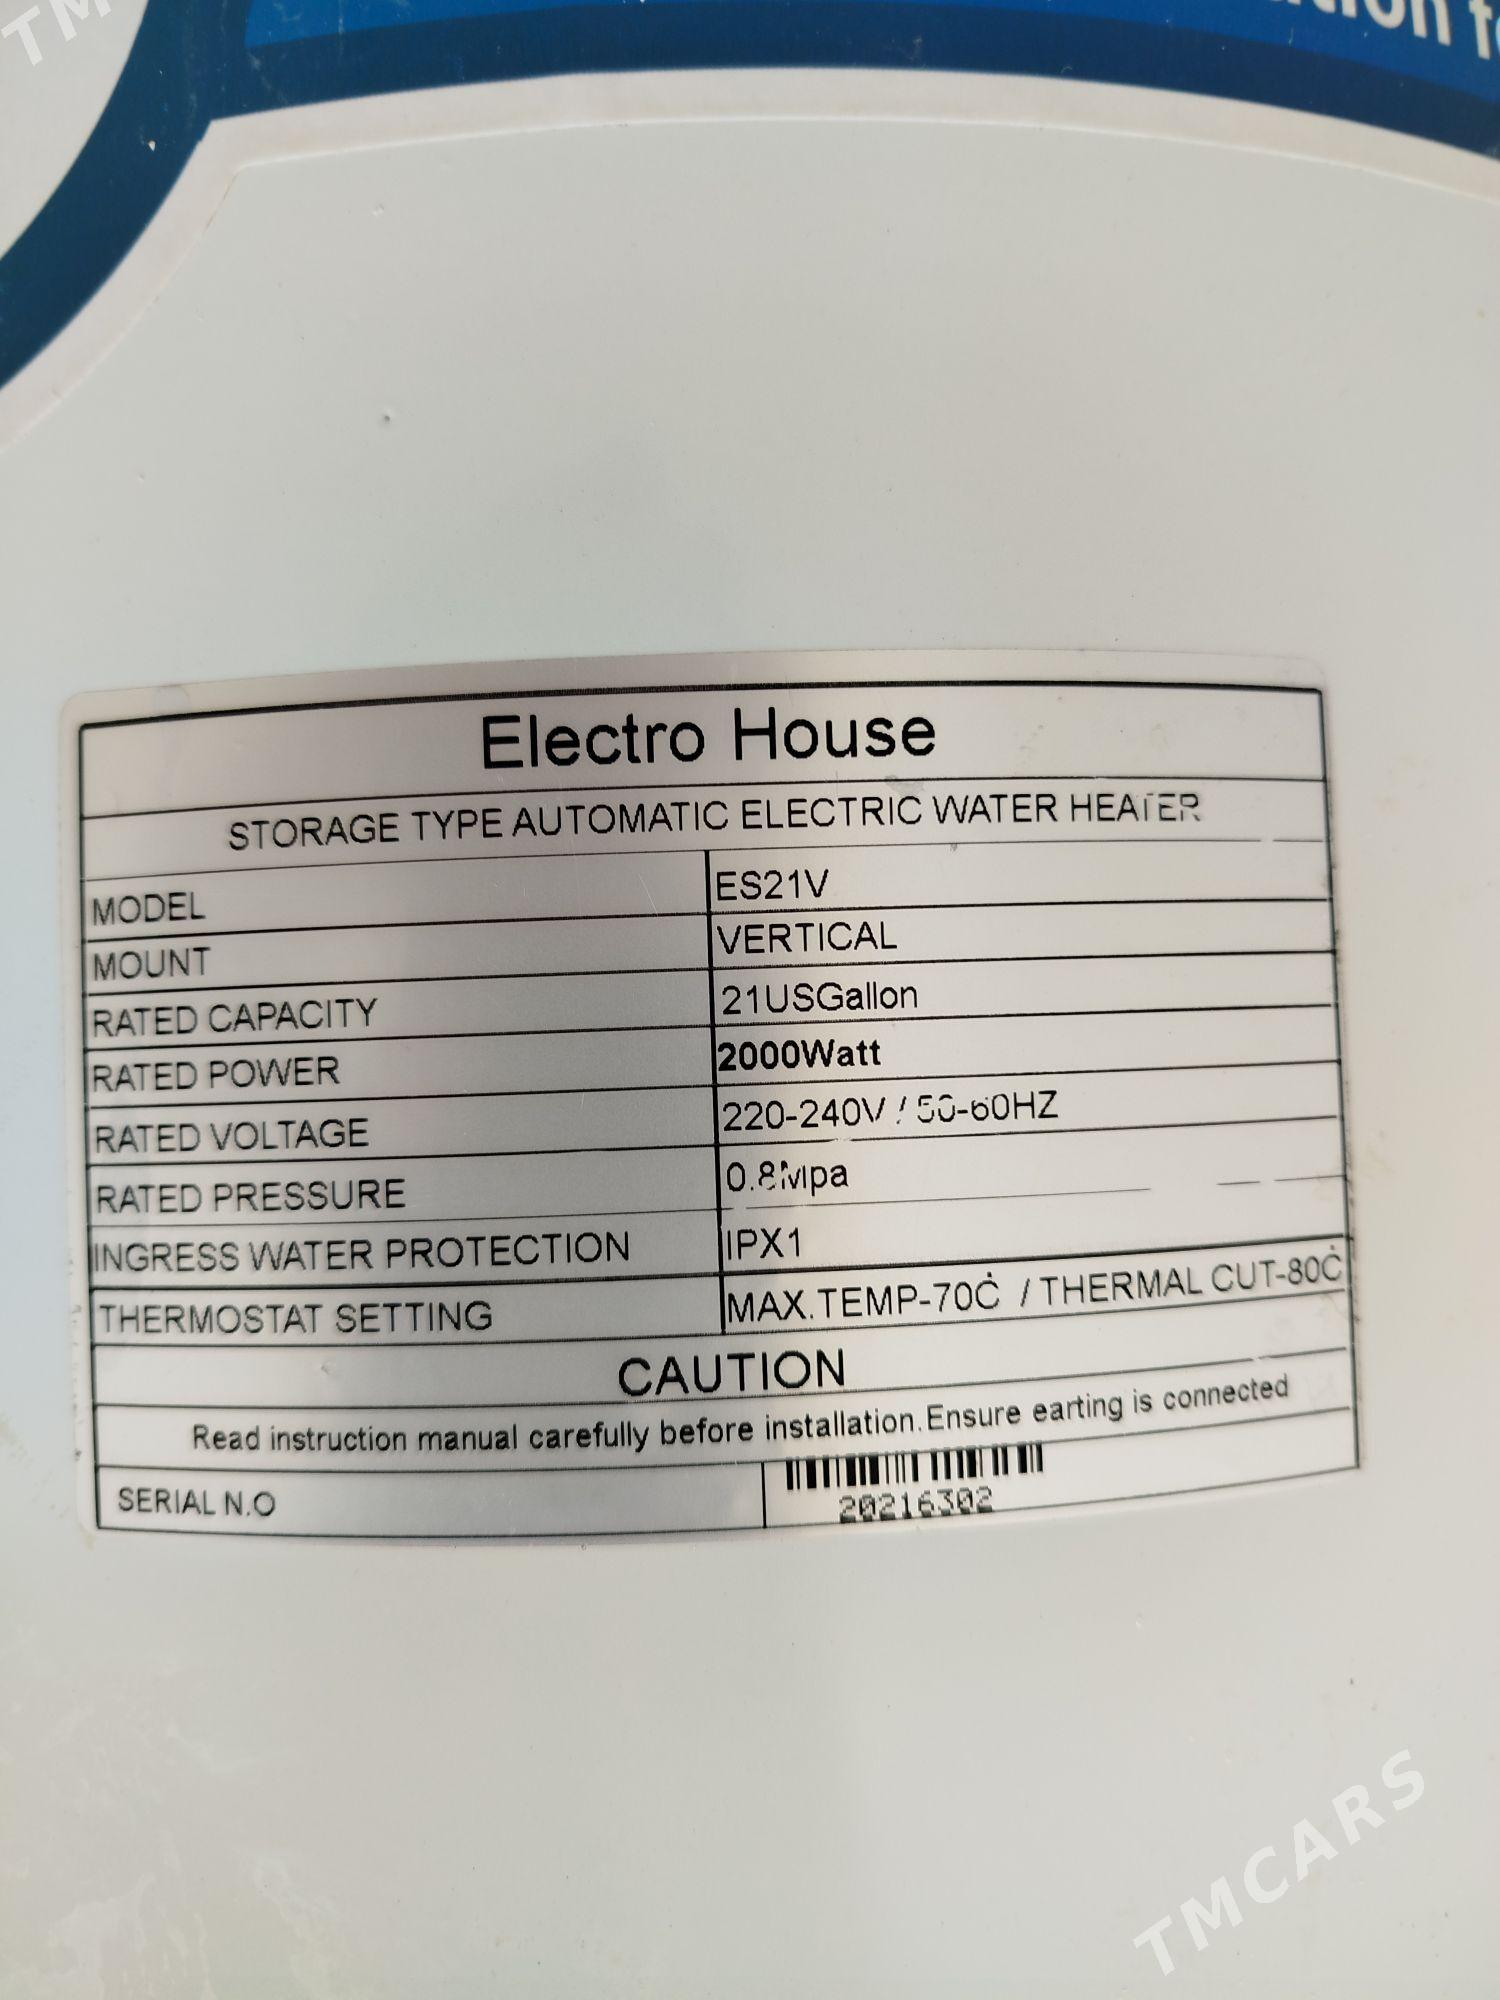 TM
Electro House
STORAGE TYPE AUTOMATIC ELECTRIC WATER HEATER
MODEL ES21V
MOUNT VERTICAL
RATED CAPACITY 21USGallon
RATED POWER 2000Watt
RATED VOLTAGE 220-240V / 50-60HZ
RATED PRESSURE 0.8Mpa
INGRESS WATER PROTECTION IPX1
THERMOSTAT SETTING MAX.TEMP-70Ċ / THERMAL CUT-80Ċ
CAUTION
Read instruction manual carefully before installation.Ensure earting is connected
SERIAL N.O 20216302
TMCARS